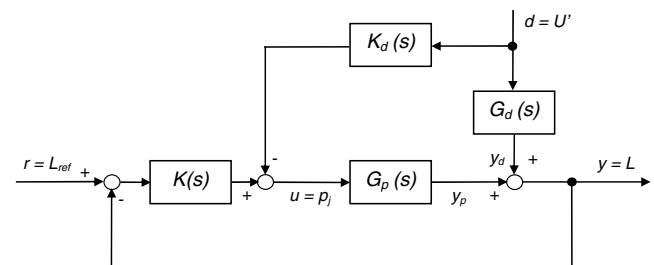 d = U'
K_d (s)
G_d (s)
-
y_d +
r = L_ref +
K(s)
G_p (s)
y = L
-
+
u = p_j
y_p
+